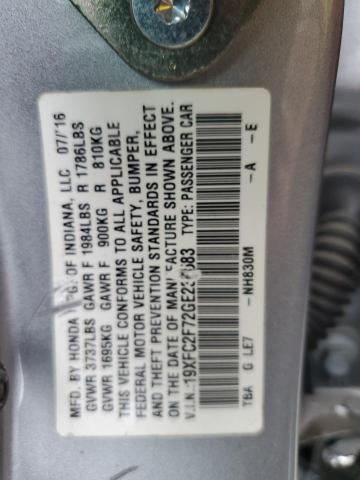 MFD. BY HONDA OF INDIANA, LLC 07/'16
GVWR 3737LBS GAWR F 1984LBS R 1786LBS
GVWR 1695KG GAWR F 900KG R 810KG
THIS VEHICLE CONFORMS TO ALL APPLICABLE
FEDERAL MOTOR VEHICLE SAFETY, BUMPER,
AND THEFT PREVENTION STANDARDS IN EFFECT
ON THE DATE OF MANUFACTURE SHOWN ABOVE.
V.I.N.: TYPE: PASSENGER CAR
TBA G LE7 -NH830M -A -E